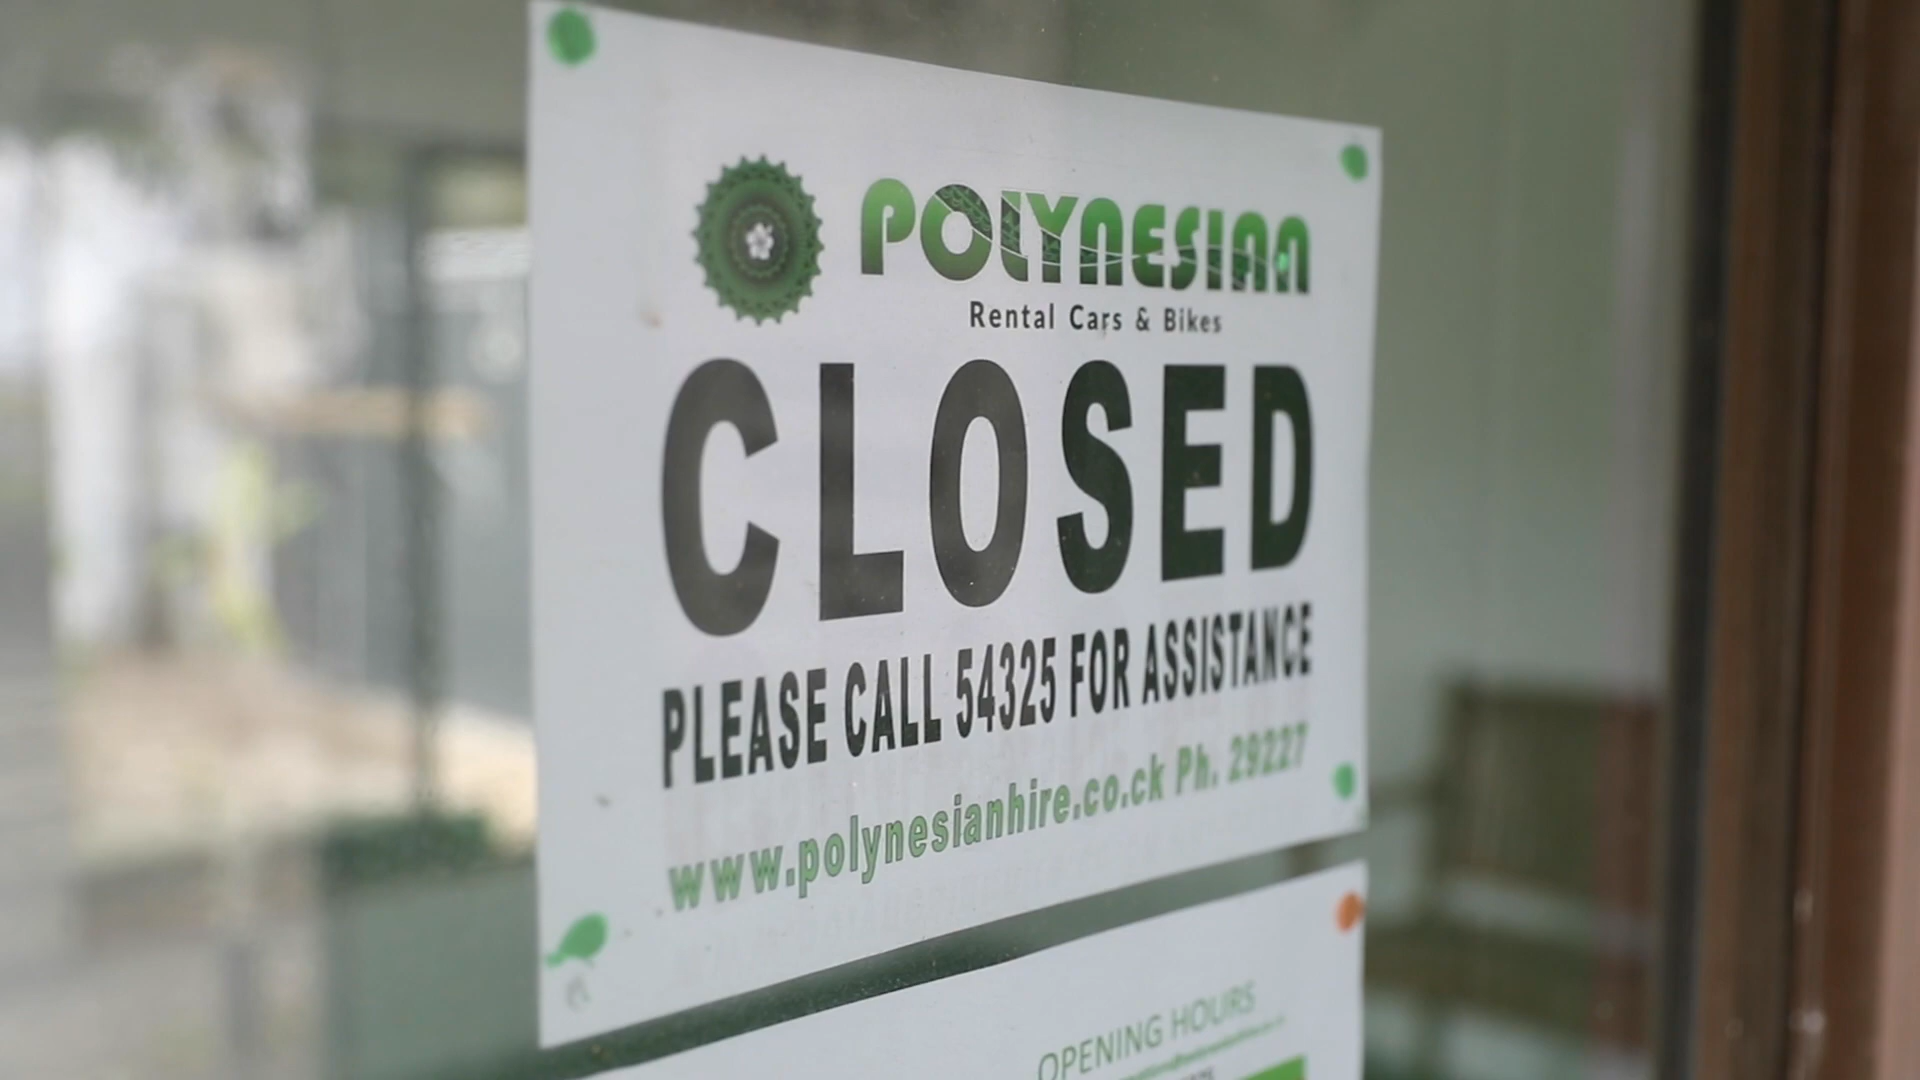 POLYNESIAN
Rental Cars & Bikes
CLOSED
PLEASE CALL 54325 FOR ASSISTANCE
www.polynesianhire.co.ck Ph. 29227
OPENING HOURS